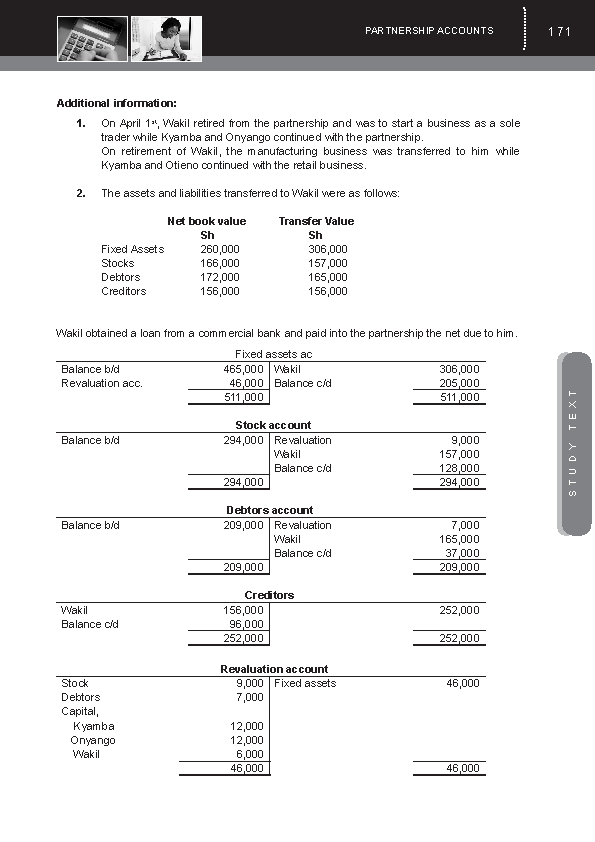 PARTNERSHIP ACCOUNTS 171
Additional information:
1. On April 1st, Wakil retired from the partnership and was to start a business as a sole
trader while Kyamba and Onyango continued with the partnership.
On retirement of Wakil, the manufacturing business was transferred to him while
Kyamba and Otieno continued with the retail business.
2. The assets and liabilities transferred to Wakil were as follows:
Net book value Transfer Value
Sh Sh
Fixed Assets 260,000 306,000
Stocks 166,000 157,000
Debtors 172,000 165,000
Creditors 156,000 156,000
Wakil obtained a loan from a commercial bank and paid into the partnership the net due to him.
Fixed assets ac
Balance b/d 465,000 Wakil 306,000
Revaluation acc. 46,000 Balance c/d 205,000
511,000 511,000
Stock account
Balance b/d 294,000 Revaluation 9,000
Wakil 157,000
Balance c/d 128,000
294,000 294,000
Debtors account
Balance b/d 209,000 Revaluation 7,000
Wakil 165,000
Balance c/d 37,000
209,000 209,000
Creditors
Wakil 156,000 252,000
Balance c/d 96,000
252,000 252,000
Revaluation account
Stock 9,000 Fixed assets 46,000
Debtors 7,000
Capital,
Kyamba 12,000
Onyango 12,000
Wakil 6,000
46,000 46,000
STUDY TEXT